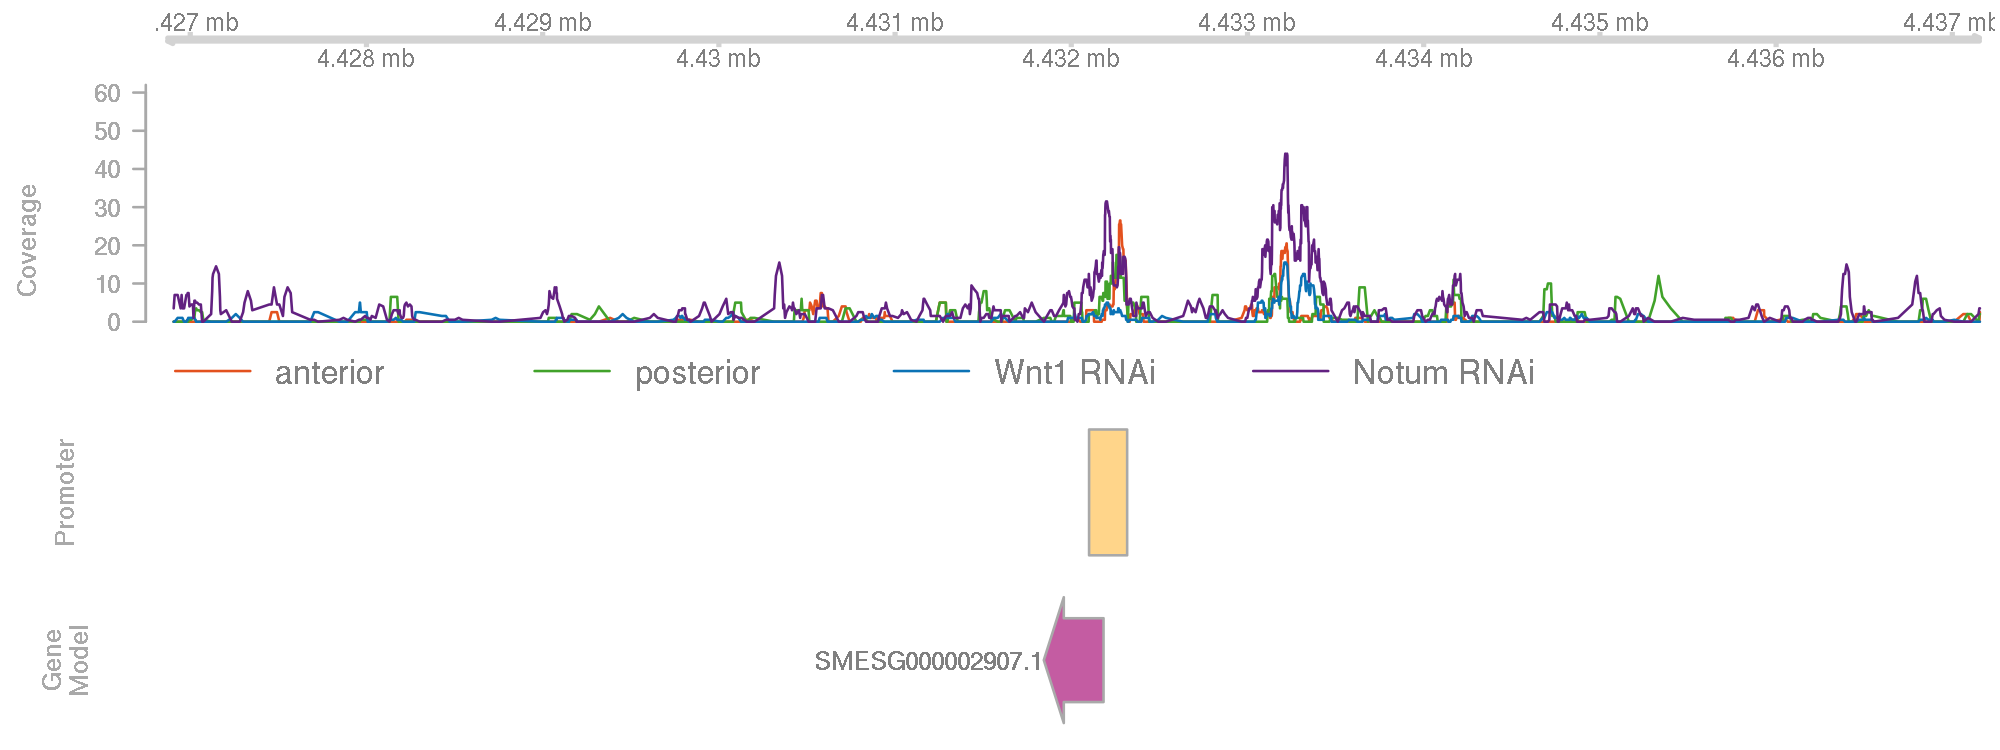 .427 mb 4.429 mb 4.431 mb 4.433 mb 4.435 mb 4.437 mb
4.428 mb 4.43 mb 4.432 mb 4.434 mb 4.436 mb
60
50
40
30
20
10
0
Coverage
anterior posterior Wnt1 RNAi Notum RNAi
Promoter
Gene
Model
SMESG000002907.1